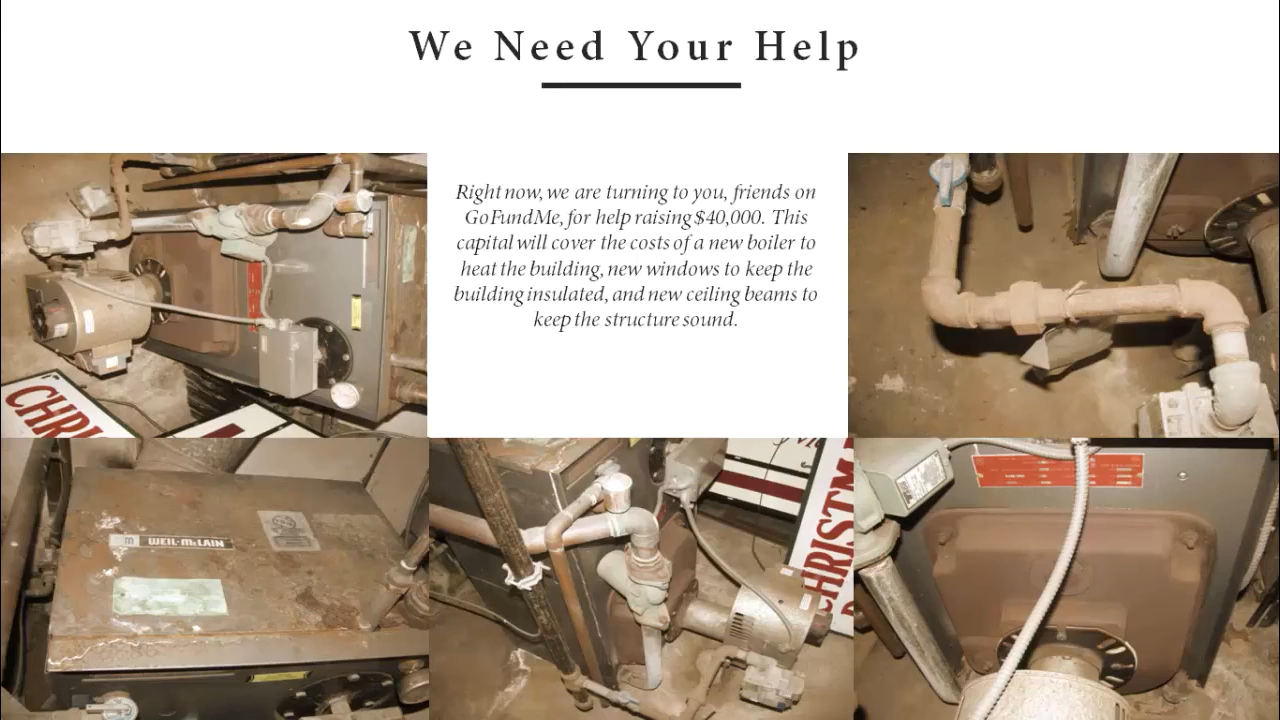 We Need Your Help
Right now, we are turning to you, friends on
GoFundMe, for help raising $40,000. This
capital will cover the costs of a new boiler to
heat the building, new windows to keep the
building insulated, and new ceiling beams to
keep the structure sound.
CHRI
WEIL-McLAIN
CHRISTM